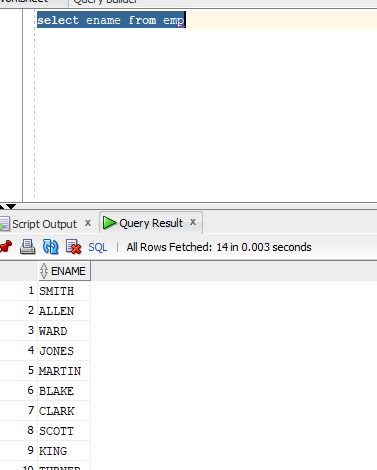 Worksheet Query Builder
select ename from emp
Script Output x Query Result x
SQL | All Rows Fetched: 14 in 0.003 seconds
ENAME
1 SMITH
2 ALLEN
3 WARD
4 JONES
5 MARTIN
6 BLAKE
7 CLARK
8 SCOTT
9 KING
10 TURNER